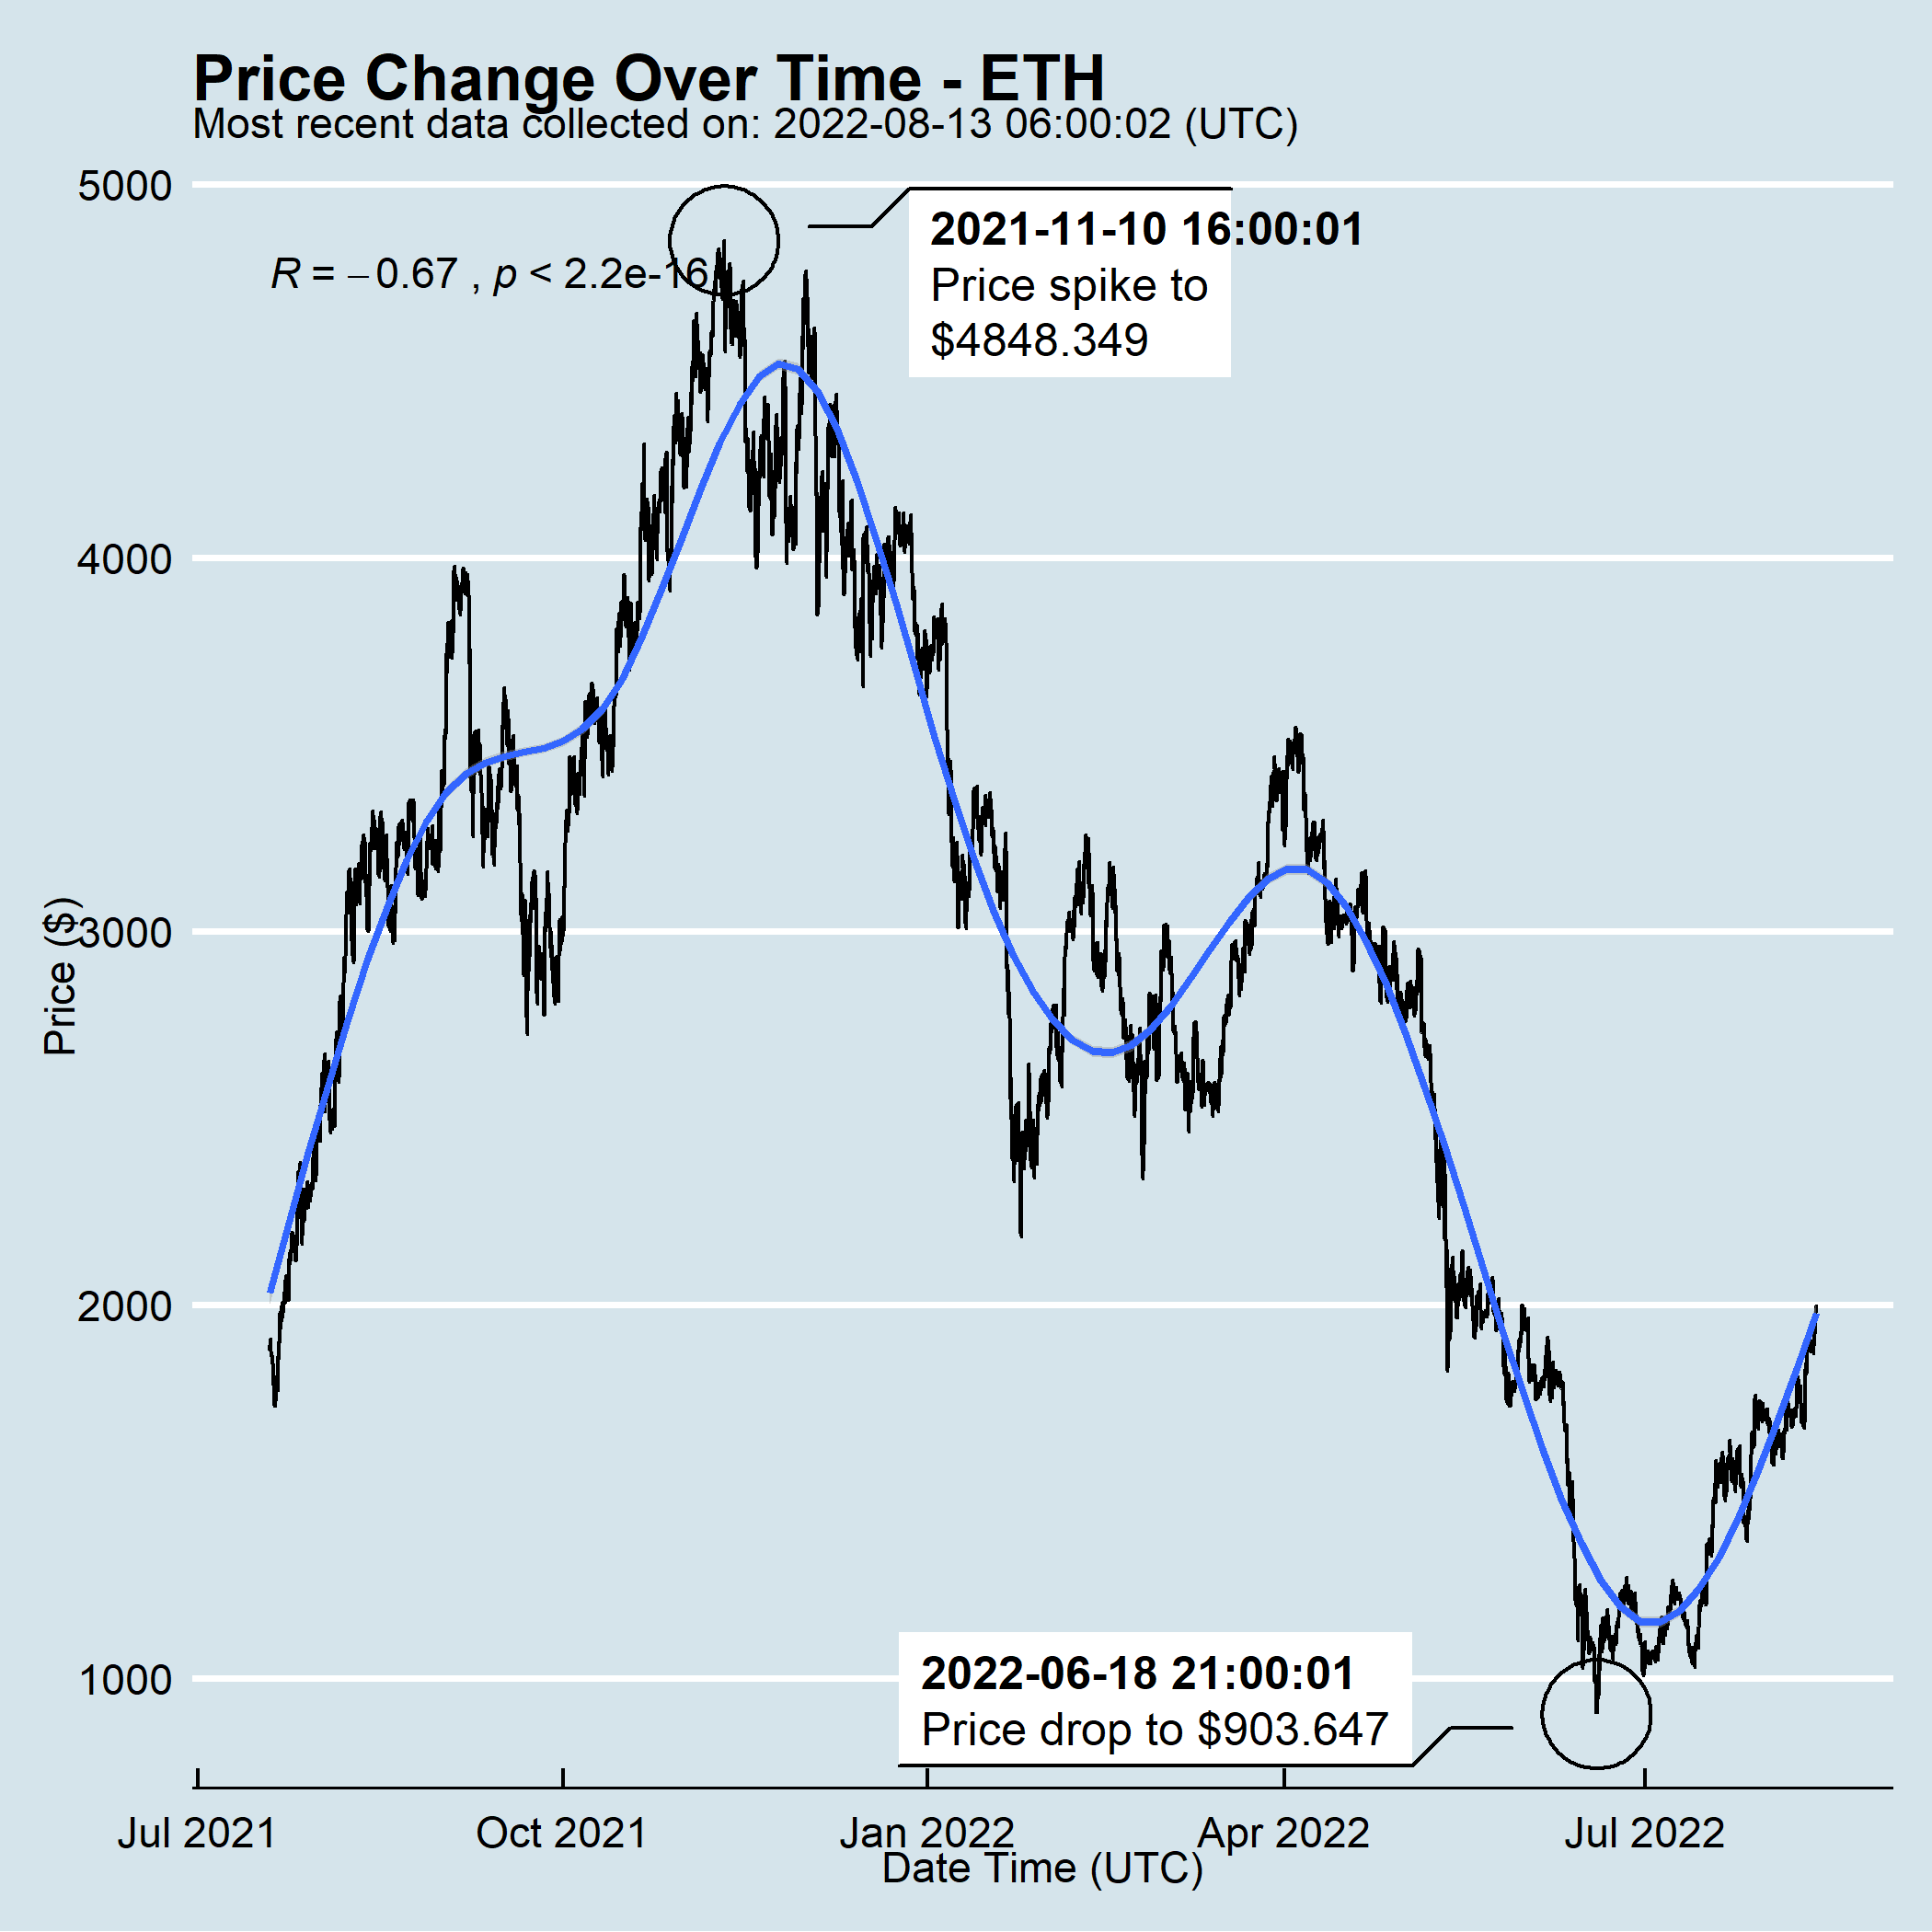 Price Change Over Time - ETH
Most recent data collected on: 2022-08-13 06:00:02 (UTC)
5000
2021-11-10 16:00:01
Price spike to
$4848.349
R = −0.67 , p < 2.2e-16
4000
3000
Price ($)
2000
1000
2022-06-18 21:00:01
Price drop to $903.647
Jul 2021
Oct 2021
Jan 2022
Apr 2022
Jul 2022
Date Time (UTC)